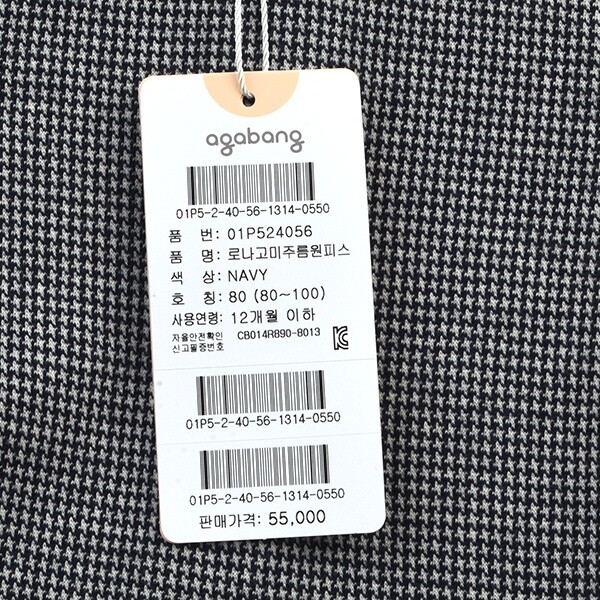 agabang
01P5-2-40-56-1314-0550
품 번: 01P524056
품 명: 로나고미주름원피스
색 상: NAVY
호 칭: 80 (80~100)
사용연령: 12개월 이하
자율안전확인
신고필증번호 CB014R890-8013
01P5-2-40-56-1314-0550
01P5-2-40-56-1314-0550
판매가격: 55,000